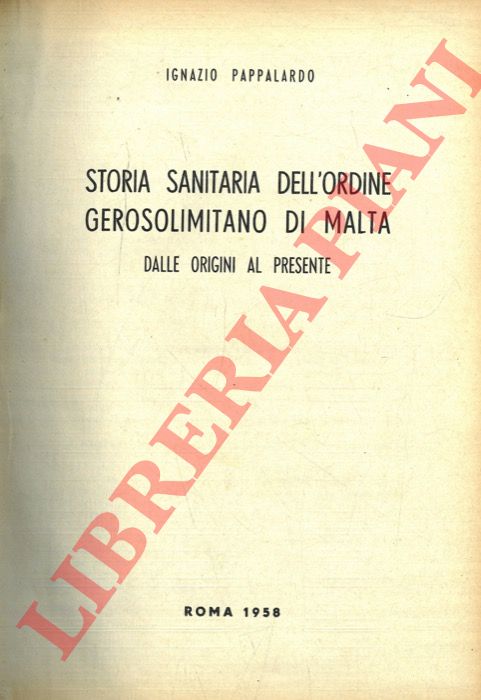 IGNAZIO PAPPALARDO
STORIA SANITARIA DELL'ORDINE
GEROSOLIMITANO DI MALTA
DALLE ORIGINI AL PRESENTE
ROMA 1958
LIBRERIA PIANI